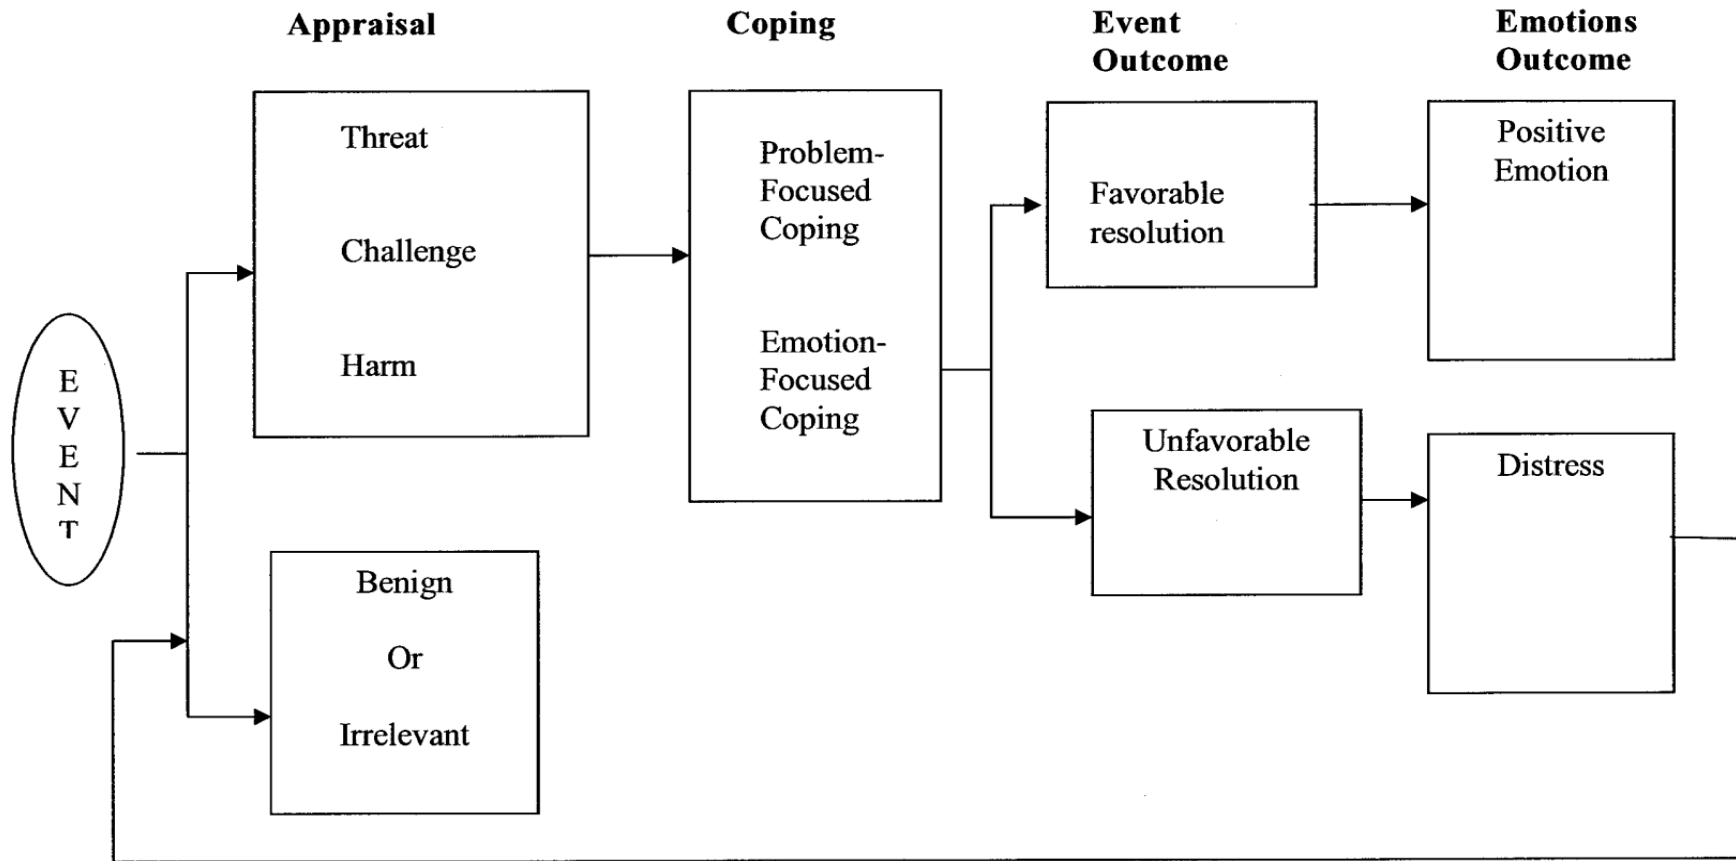 Appraisal
Coping
Event
Outcome
Emotions
Outcome
Threat
Challenge
Harm
Problem-
Focused
Coping
Emotion-
Focused
Coping
Favorable
resolution
Positive
Emotion
E
V
E
N
T
Unfavorable
Resolution
Distress
Benign
Or
Irrelevant